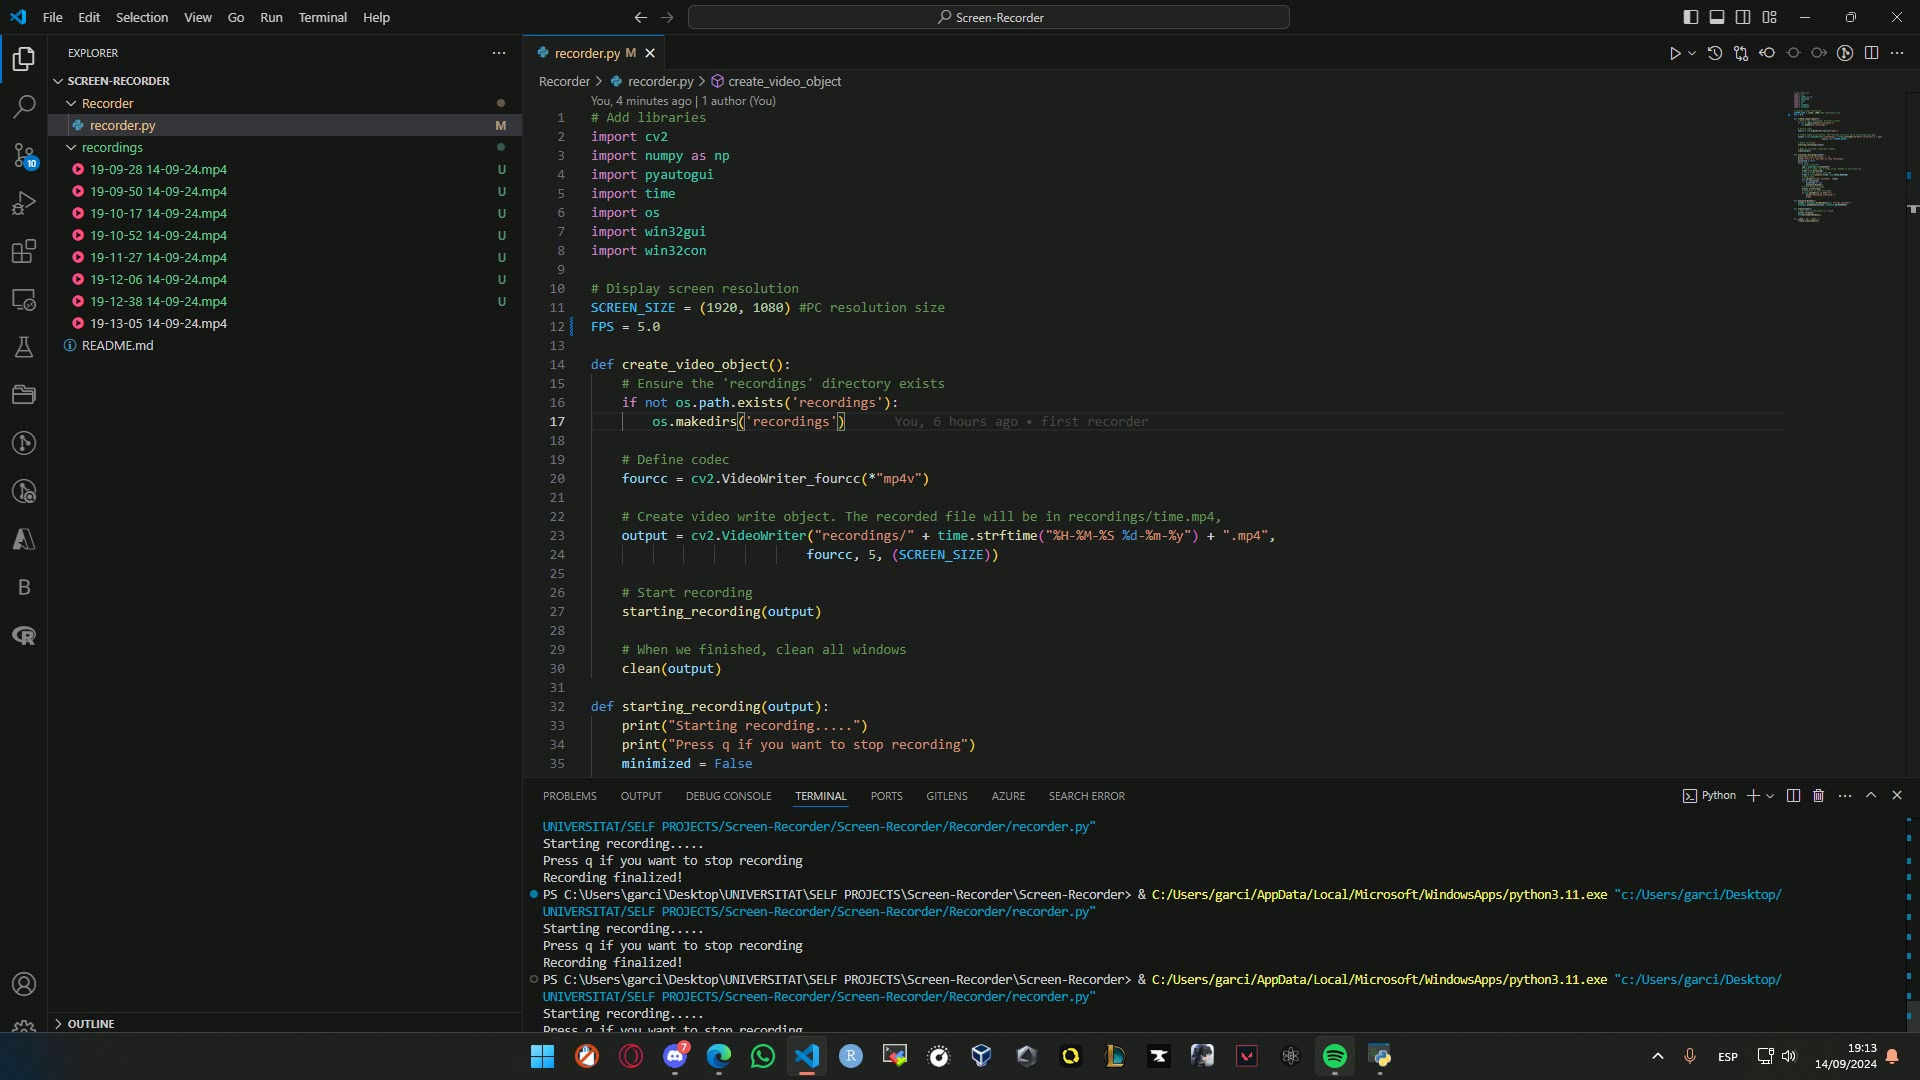 File Edit Selection View Go Run Terminal Help
Screen-Recorder
EXPLORER
SCREEN-RECORDER
Recorder
recorder.py M
recordings
19-09-28 14-09-24.mp4 U
19-09-50 14-09-24.mp4 U
19-10-17 14-09-24.mp4 U
19-10-52 14-09-24.mp4 U
19-11-27 14-09-24.mp4 U
19-12-06 14-09-24.mp4 U
19-12-38 14-09-24.mp4 U
19-13-05 14-09-24.mp4
README.md
OUTLINE
10
B
R
recorder.py M
Recorder > recorder.py > create_video_object
You, 4 minutes ago | 1 author (You)
1 # Add libraries
2 import cv2
3 import numpy as np
4 import pyautogui
5 import time
6 import os
7 import win32gui
8 import win32con
9
10 # Display screen resolution
11 SCREEN_SIZE = (1920, 1080) #PC resolution size
12 FPS = 5.0
13
14 def create_video_object():
15 # Ensure the 'recordings' directory exists
16 if not os.path.exists('recordings'):
17 os.makedirs('recordings') You, 6 hours ago • first recorder
18
19 # Define codec
20 fourcc = cv2.VideoWriter_fourcc(*"mp4v")
21
22 # Create video write object. The recorded file will be in recordings/time.mp4,
23 output = cv2.VideoWriter("recordings/" + time.strftime("%H-%M-%S %d-%m-%y") + ".mp4",
24 fourcc, 5, (SCREEN_SIZE))
25
26 # Start recording
27 starting_recording(output)
28
29 # When we finished, clean all windows
30 clean(output)
31
32 def starting_recording(output):
33 print("Starting recording.....")
34 print("Press q if you want to stop recording")
35 minimized = False
PROBLEMS OUTPUT DEBUG CONSOLE TERMINAL PORTS GITLENS AZURE SEARCH ERROR
Python
UNIVERSITAT/SELF PROJECTS/Screen-Recorder/Screen-Recorder/Recorder/recorder.py"
Starting recording.....
Press q if you want to stop recording
Recording finalized!
PS C:\Users\garci\Desktop\UNIVERSITAT\SELF PROJECTS\Screen-Recorder\Screen-Recorder> & C:/Users/garci/AppData/Local/Microsoft/WindowsApps/python3.11.exe "c:/Users/garci/Desktop/
UNIVERSITAT/SELF PROJECTS/Screen-Recorder/Screen-Recorder/Recorder/recorder.py"
Starting recording.....
Press q if you want to stop recording
Recording finalized!
PS C:\Users\garci\Desktop\UNIVERSITAT\SELF PROJECTS\Screen-Recorder\Screen-Recorder> & C:/Users/garci/AppData/Local/Microsoft/WindowsApps/python3.11.exe "c:/Users/garci/Desktop/
UNIVERSITAT/SELF PROJECTS/Screen-Recorder/Screen-Recorder/Recorder/recorder.py"
Starting recording.....
Press q if you want to stop recording
7
R
ESP
19:13
14/09/2024